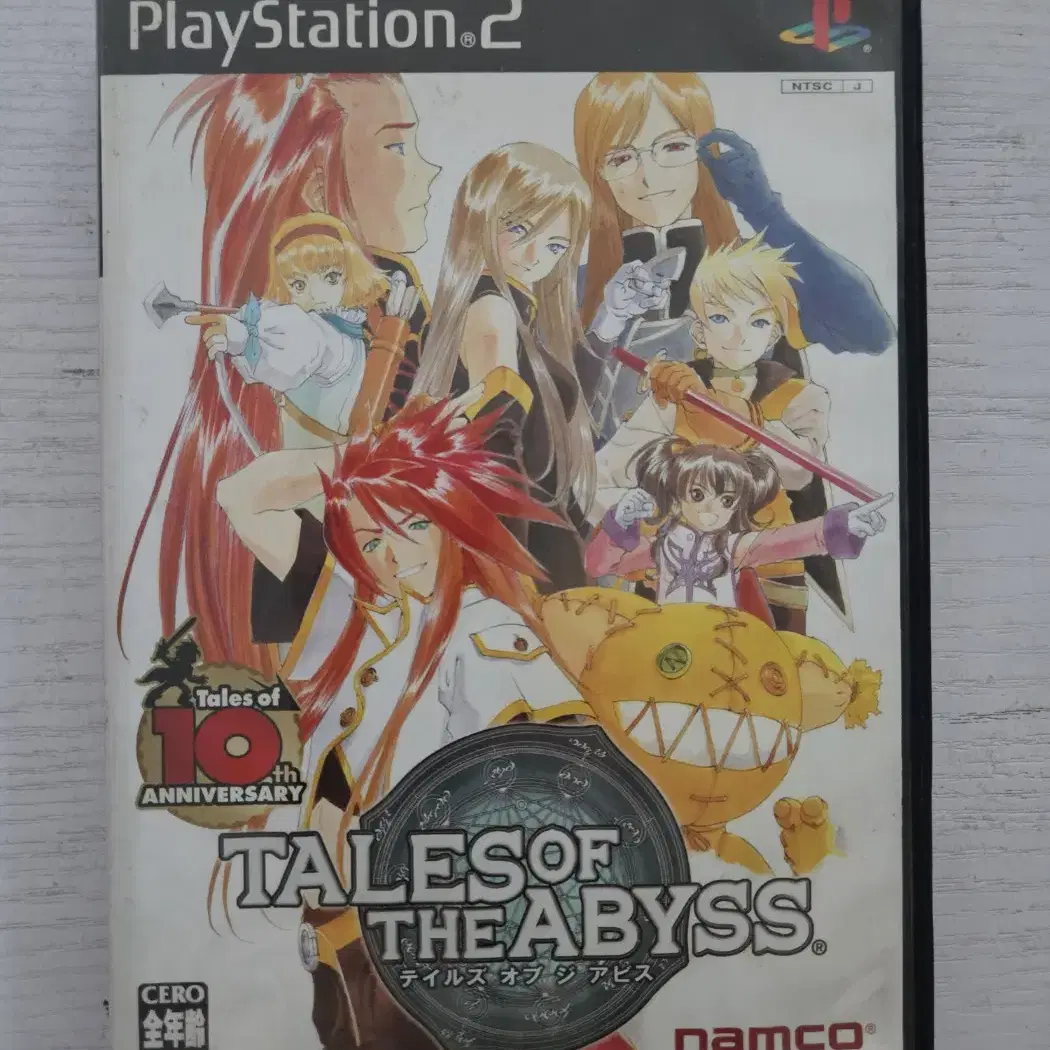 PlayStation®2
NTSC J
Tales of
10th
ANNIVERSARY
TALES OF
THE ABYSS®
テイルズ オブ ジ アビス
CERO
全年齢
namco®